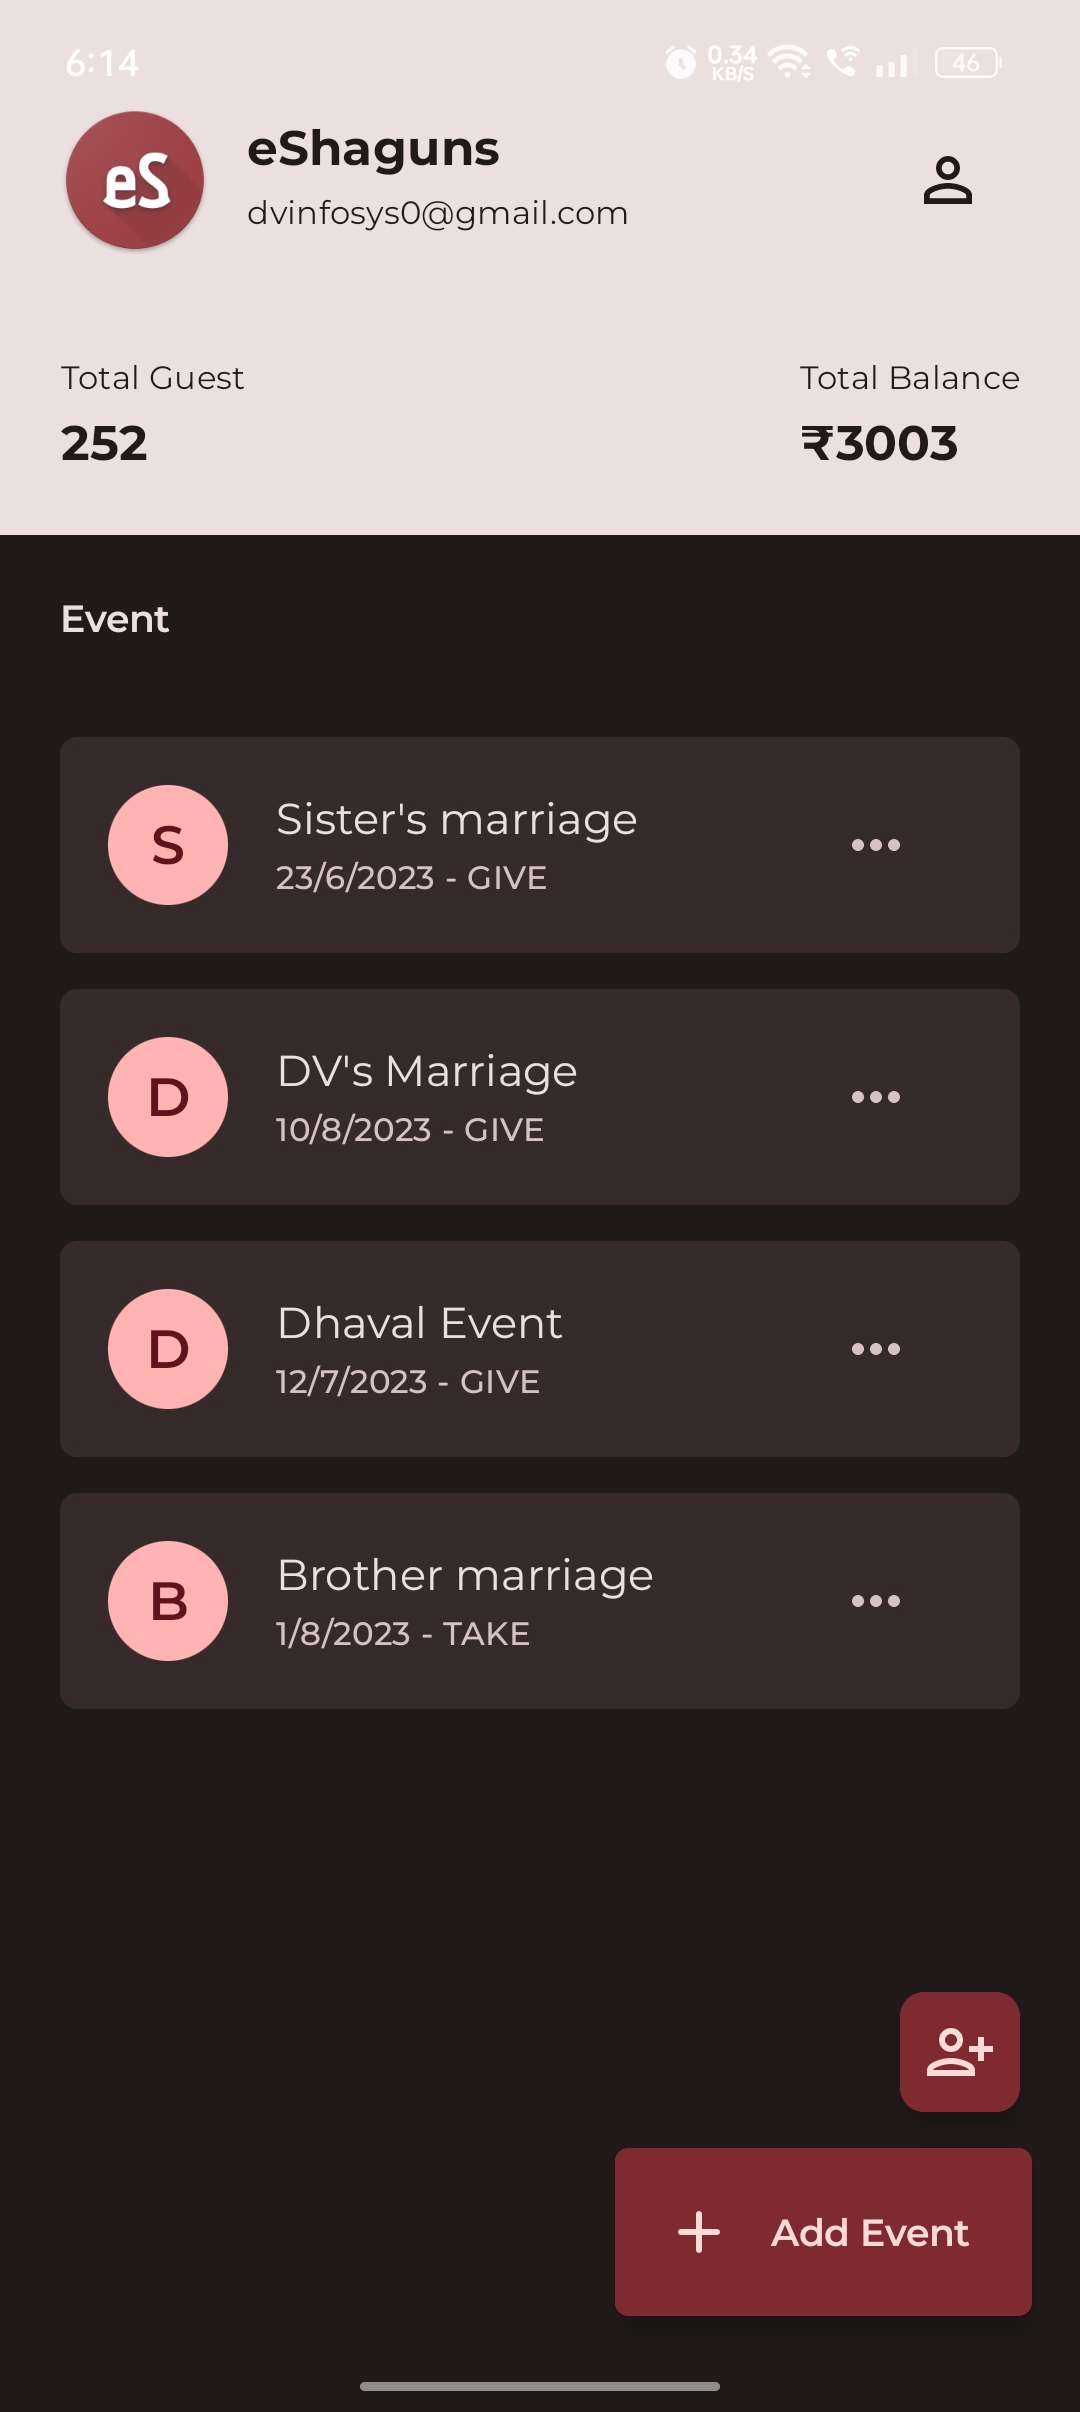 6:14
0.34
KB/S
46
eS
eShaguns
dvinfosys0@gmail.com
Total Guest
252
Total Balance
₹3003
Event
S
Sister's marriage
23/6/2023 - GIVE
D
DV's Marriage
10/8/2023 - GIVE
D
Dhaval Event
12/7/2023 - GIVE
B
Brother marriage
1/8/2023 - TAKE
Add Event